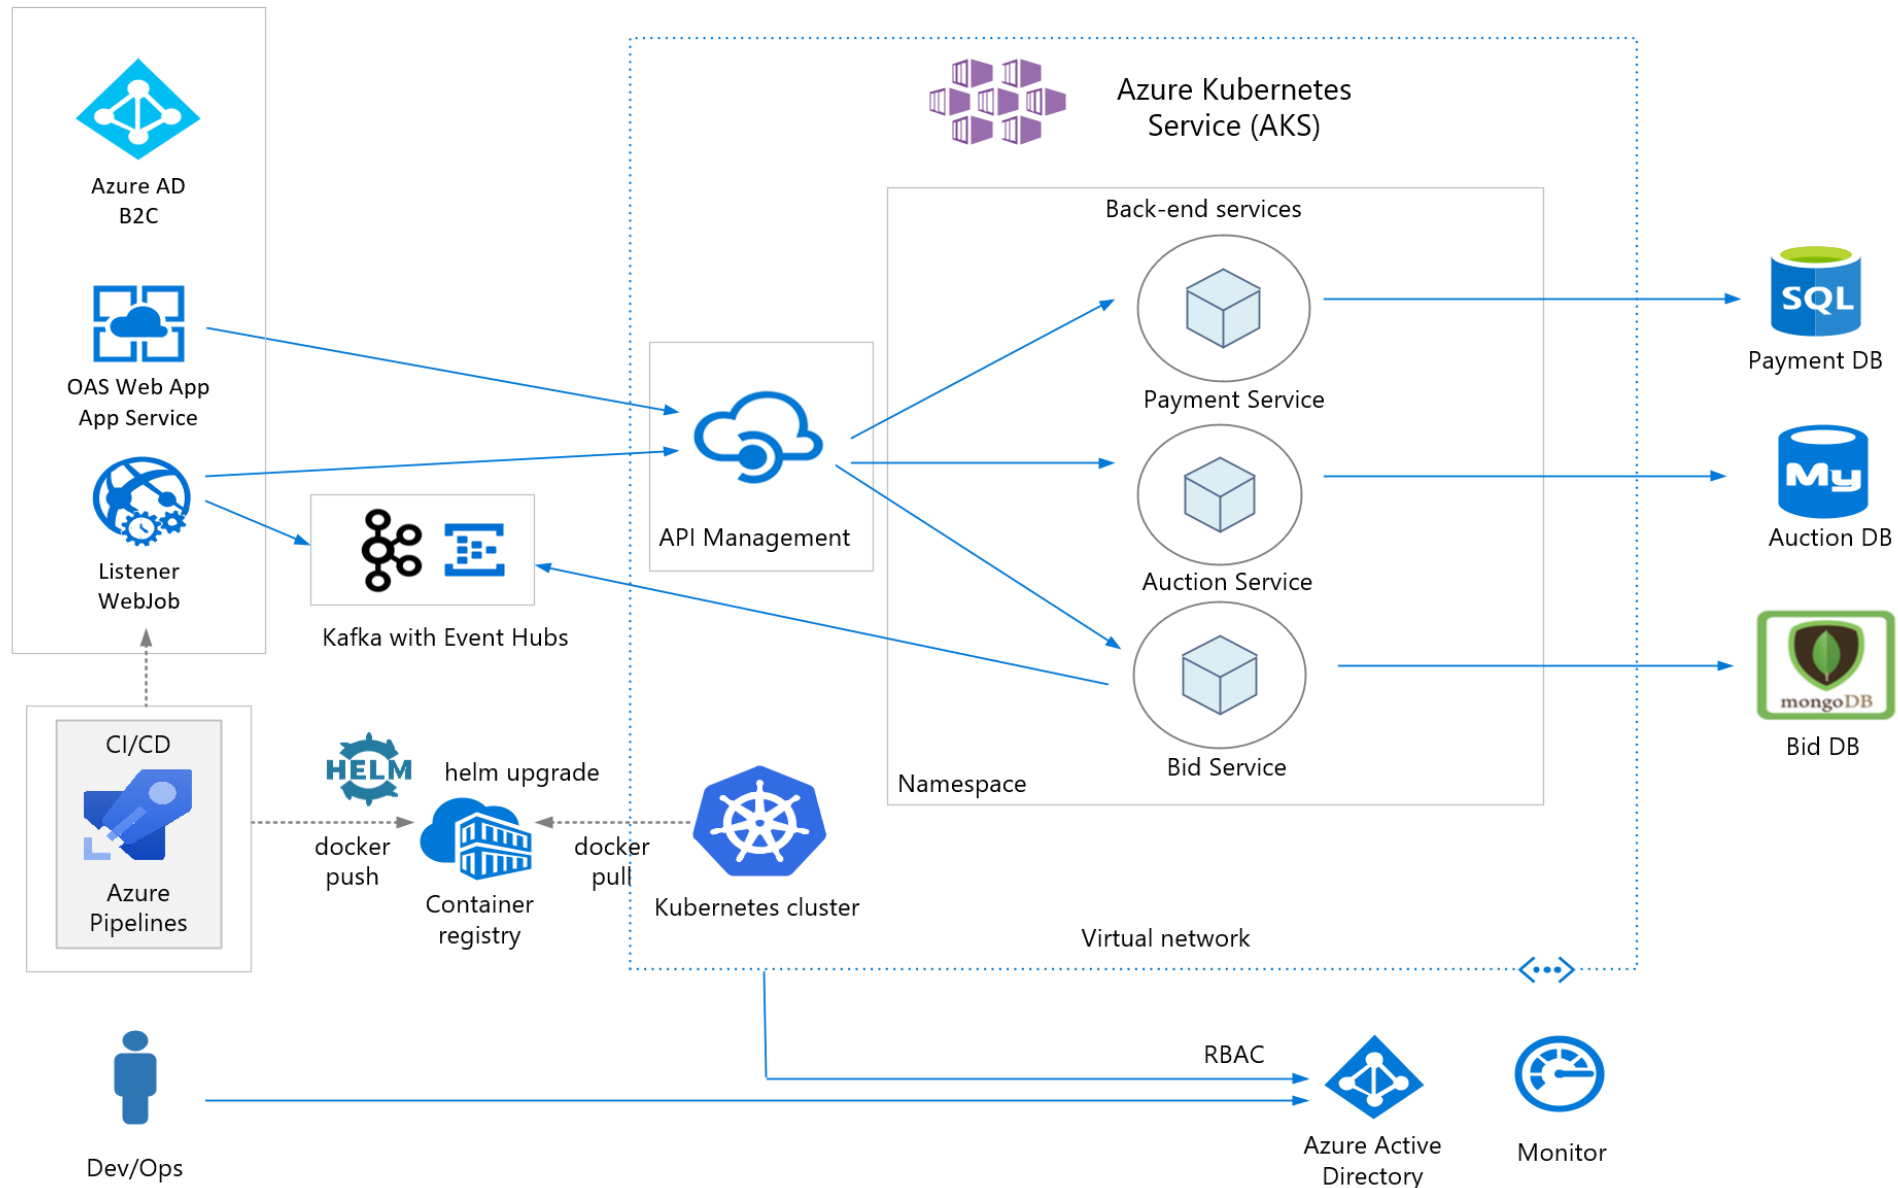 Azure AD
B2C
OAS Web App
App Service
Listener
WebJob
Kafka with Event Hubs
CI/CD
Azure
Pipelines
HELM
helm upgrade
docker
push
Container
registry
docker
pull
Kubernetes cluster
API Management
Azure Kubernetes
Service (AKS)
Back-end services
Payment Service
Auction Service
Bid Service
Namespace
Virtual network
SQL
Payment DB
My
Auction DB
mongoDB
Bid DB
Dev/Ops
RBAC
Azure Active
Directory
Monitor